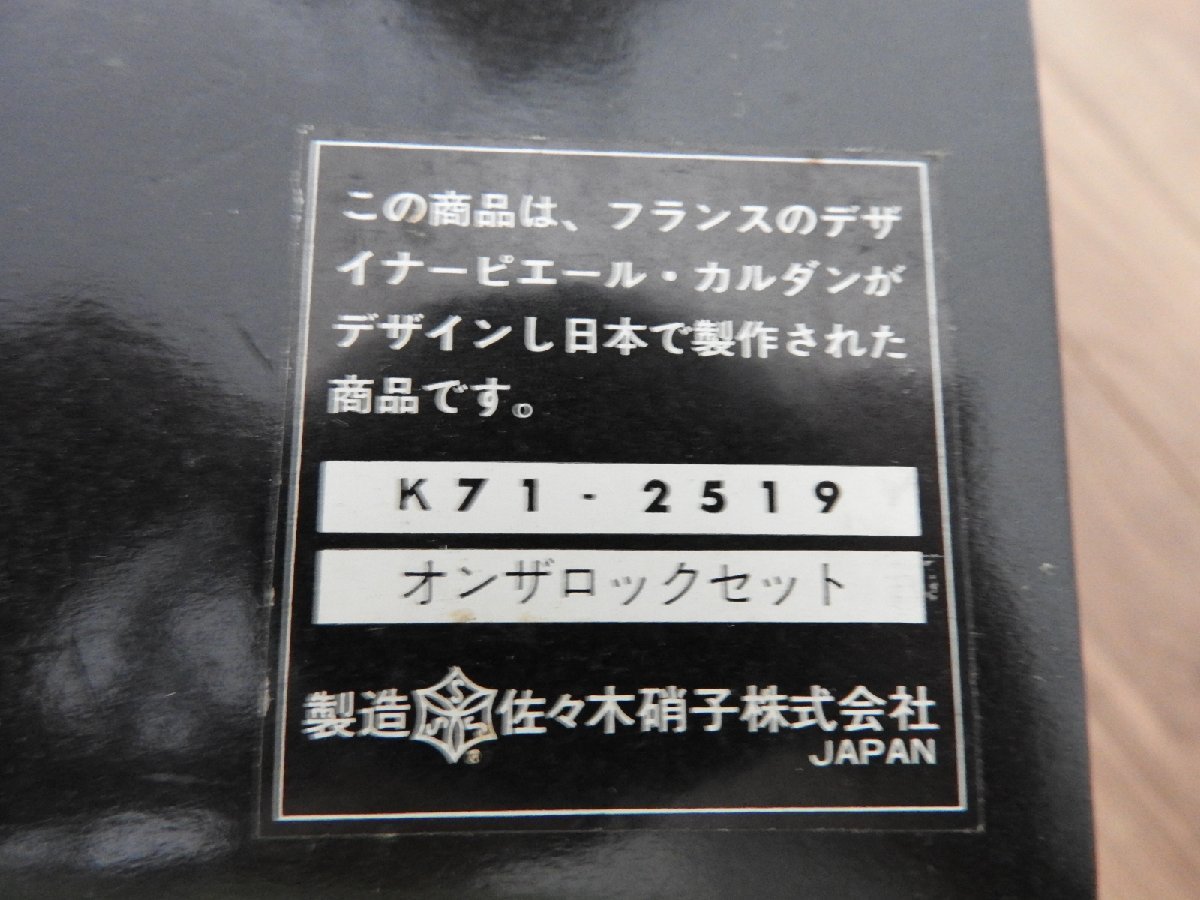 この商品は、フランスのデザ
イナーピエール・カルダンが
デザインし日本で製作された
商品です。
K71-2519
オンザロックセット
製造 佐々木硝子株式会社
JAPAN